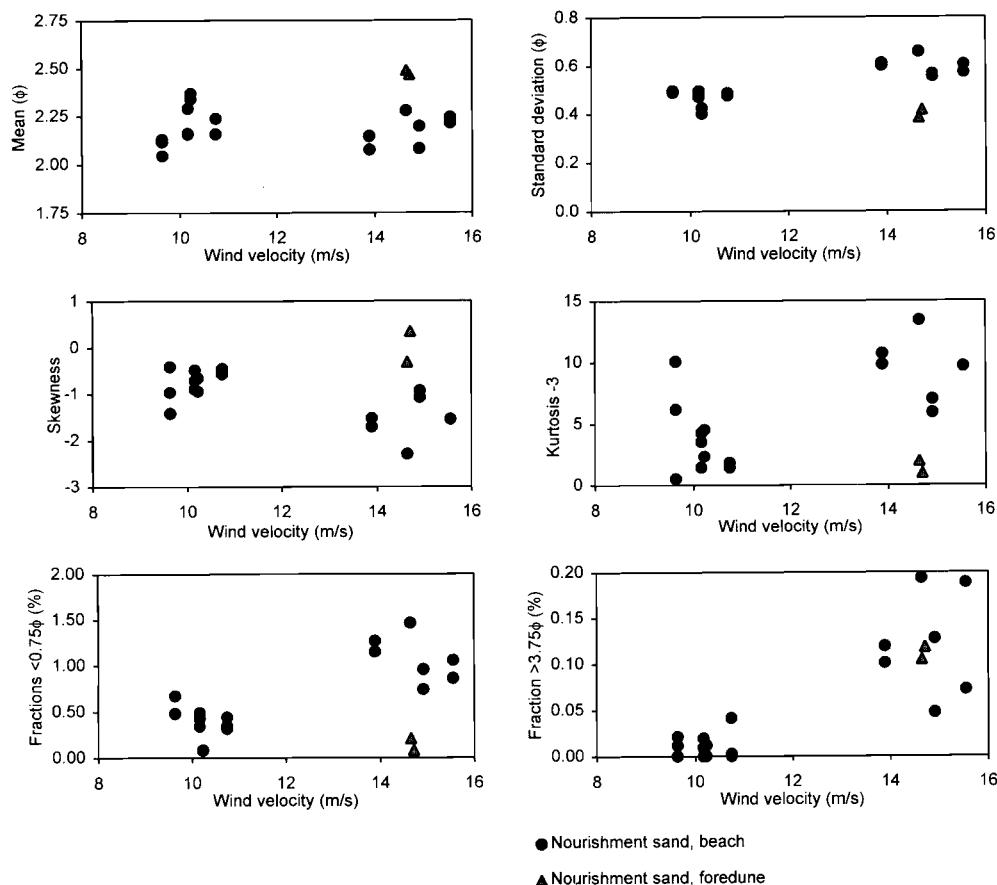 2.75
2.50
2.25
2.00
1.75
Mean (ϕ)
8 10 12 14 16
Wind velocity (m/s)
0.8
0.6
0.4
0.2
0.0
Standard deviation (ϕ)
8 10 12 14 16
Wind velocity (m/s)
1
0
-1
-2
-3
Skewness
8 10 12 14 16
Wind velocity (m/s)
15
10
5
0
Kurtosis -3
8 10 12 14 16
Wind velocity (m/s)
2.00
1.50
1.00
0.50
0.00
Fractions <0.75ϕ (%)
8 10 12 14 16
Wind velocity (m/s)
0.20
0.15
0.10
0.05
0.00
Fraction >3.75ϕ (%)
8 10 12 14 16
Wind velocity (m/s)
Nourishment sand, beach
Nourishment sand, foredune